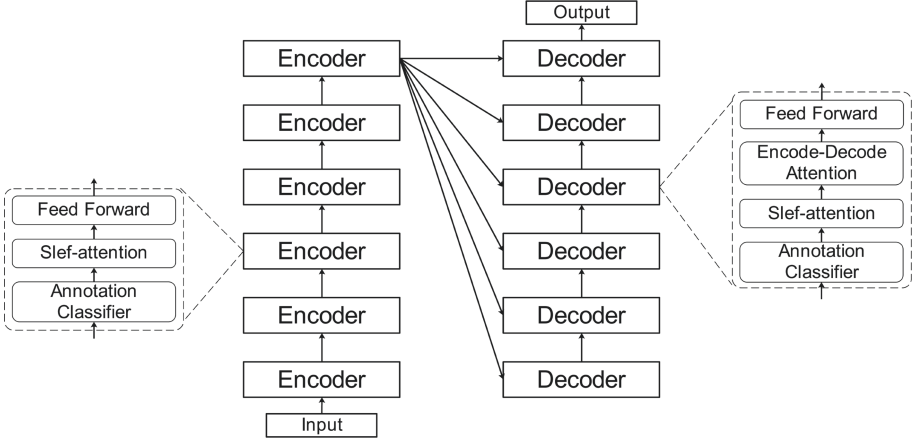 Output
Encoder
Decoder
Encoder
Decoder
Encoder
Decoder
Encoder
Decoder
Encoder
Decoder
Encoder
Decoder
Input
Feed Forward
Slef-attention
Annotation
Classifier
Feed Forward
Encode-Decode
Attention
Slef-attention
Annotation
Classifier